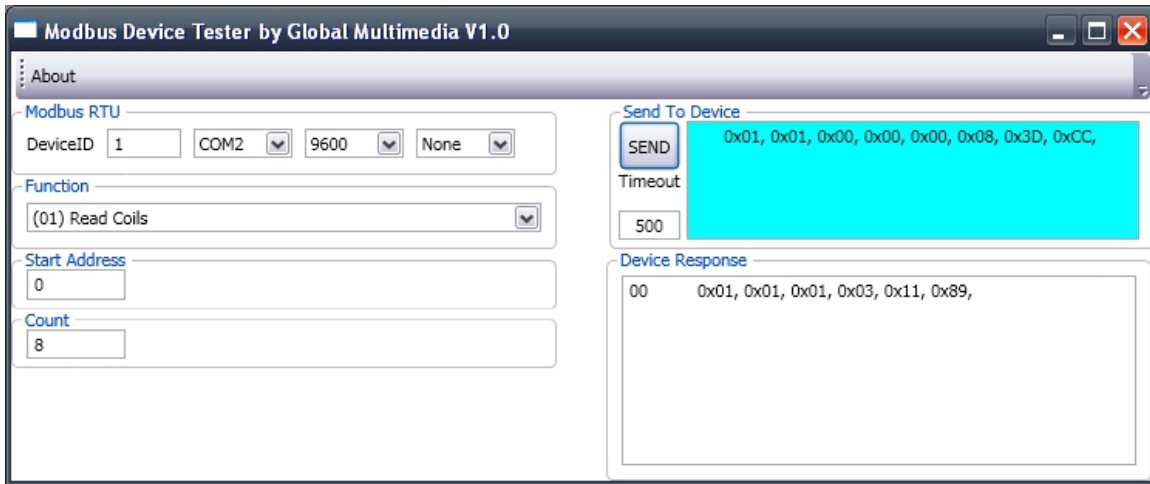 Modbus Device Tester by Global Multimedia V1.0
About
Modbus RTU
DeviceID 1 COM2 9600 None
Function
(01) Read Coils
Start Address
0
Count
8
Send To Device
SEND 0x01, 0x01, 0x00, 0x00, 0x00, 0x08, 0x3D, 0xCC,
Timeout
500
Device Response
00 0x01, 0x01, 0x01, 0x03, 0x11, 0x89,